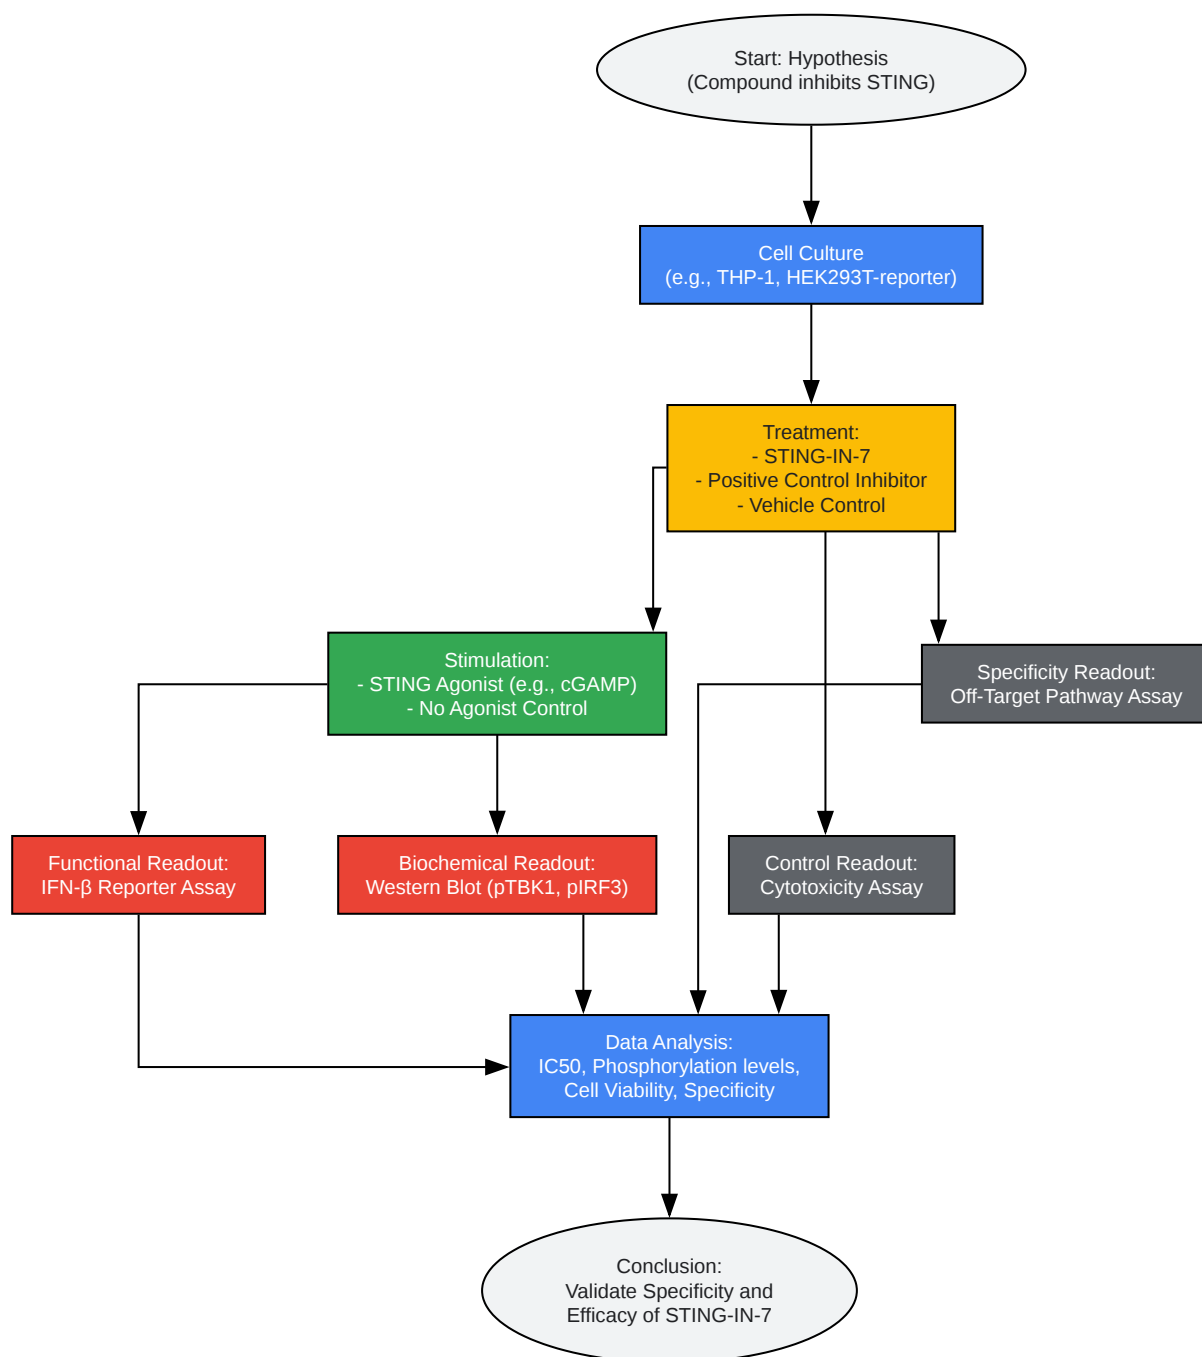 Start: Hypothesis
(Compound inhibits STING)
Cell Culture
(e.g., THP-1, HEK293T-reporter)
Treatment:
- STING-IN-7
- Positive Control Inhibitor
- Vehicle Control
Stimulation:
- STING Agonist (e.g., cGAMP)
- No Agonist Control
Specificity Readout:
Off-Target Pathway Assay
Functional Readout:
IFN-β Reporter Assay
Biochemical Readout:
Western Blot (pTBK1, pIRF3)
Control Readout:
Cytotoxicity Assay
Data Analysis:
IC50, Phosphorylation levels,
Cell Viability, Specificity
Conclusion:
Validate Specificity and
Efficacy of STING-IN-7